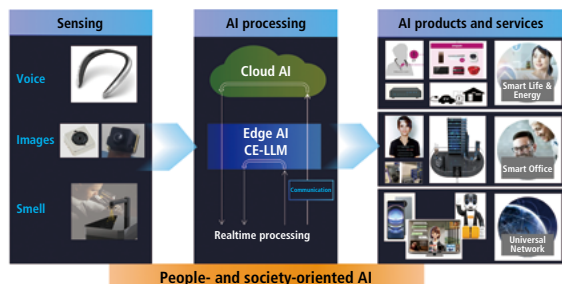 Sensing
Voice
Images
Smell
AI processing
Cloud AI
Edge AI
CE-LLM
Communication
Realtime processing
AI products and services
Smart Life &
Energy
Smart Office
Universal
Network
People- and society-oriented AI